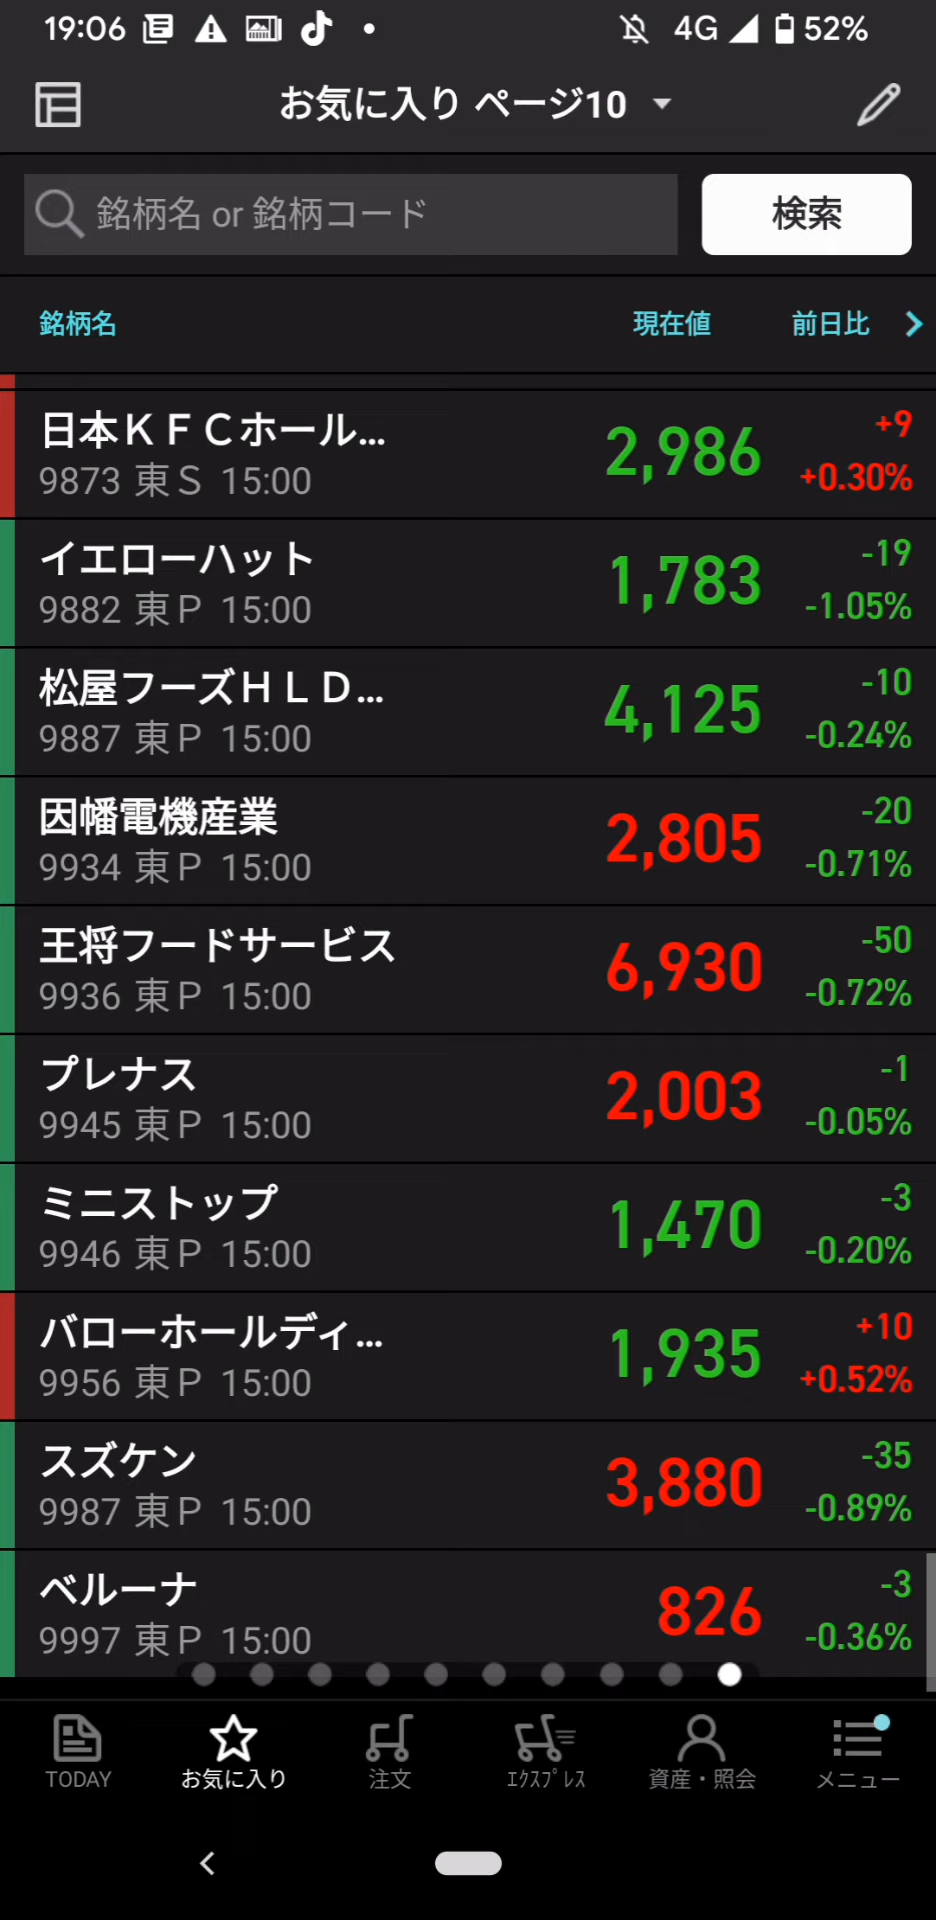 19:06 4G 52%
お気に入り ページ10
銘柄名 or 銘柄コード 検索
銘柄名 現在値 前日比
日本ＫＦＣホール... 2,986 +9
9873 東Ｓ 15:00 +0.30%
イエローハット 1,783 -19
9882 東Ｐ 15:00 -1.05%
松屋フーズＨＬＤ... 4,125 -10
9887 東Ｐ 15:00 -0.24%
因幡電機産業 2,805 -20
9934 東Ｐ 15:00 -0.71%
王将フードサービス 6,930 -50
9936 東Ｐ 15:00 -0.72%
プレナス 2,003 -1
9945 東Ｐ 15:00 -0.05%
ミニストップ 1,470 -3
9946 東Ｐ 15:00 -0.20%
バローホールディ... 1,935 +10
9956 東Ｐ 15:00 +0.52%
スズケン 3,880 -35
9987 東Ｐ 15:00 -0.89%
ベルーナ 826 -3
9997 東Ｐ 15:00 -0.36%
TODAY お気に入り 注文 ｴｸｽﾌﾟﾚｽ 資産・照会 メニュー